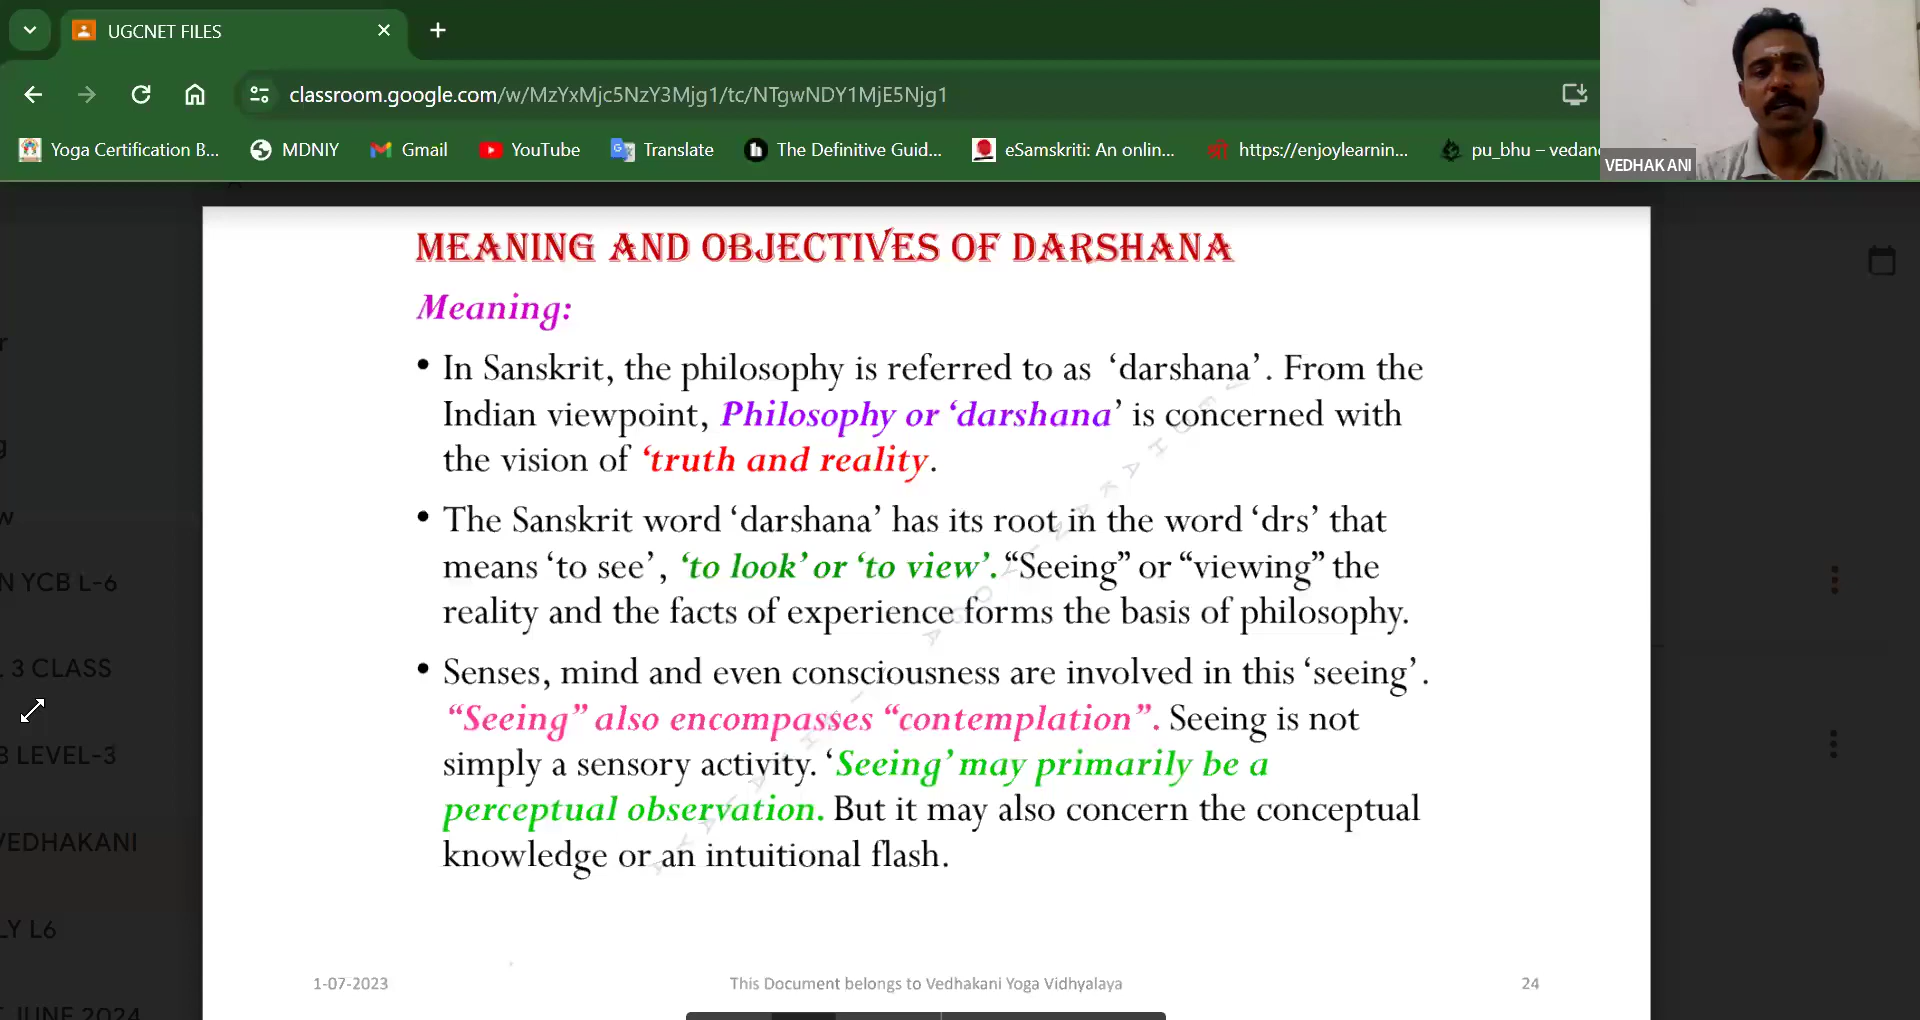 UGCNET FILES
classroom.google.com/w/MzYxMjc5NzY3Mjg1/tc/NTgwNDY1MjE5Njg1
Yoga Certification B... MDNIY Gmail YouTube Translate The Definitive Guid... eSamskriti: An onlin... https://enjoylearnin... pu_bhu – vedan
VEDHAKANI
MEANING AND OBJECTIVES OF DARSHANA
Meaning:
• In Sanskrit, the philosophy is referred to as ‘darshana’. From the
Indian viewpoint, Philosophy or ‘darshana’ is concerned with
the vision of ‘truth and reality.
• The Sanskrit word ‘darshana’ has its root in the word ‘drs’ that
means ‘to see’, ‘to look’ or ‘to view’. “Seeing” or “viewing” the
reality and the facts of experience forms the basis of philosophy.
• Senses, mind and even consciousness are involved in this ‘seeing’.
“Seeing” also encompasses “contemplation”. Seeing is not
simply a sensory activity. ‘Seeing’ may primarily be a
perceptual observation. But it may also concern the conceptual
knowledge or an intuitional flash.
1-07-2023 This Document belongs to Vedhakani Yoga Vidhyalaya 24
N YCB L-6
L 3 CLASS
B LEVEL-3
VEDHAKANI
LY L6
JUNE 2024